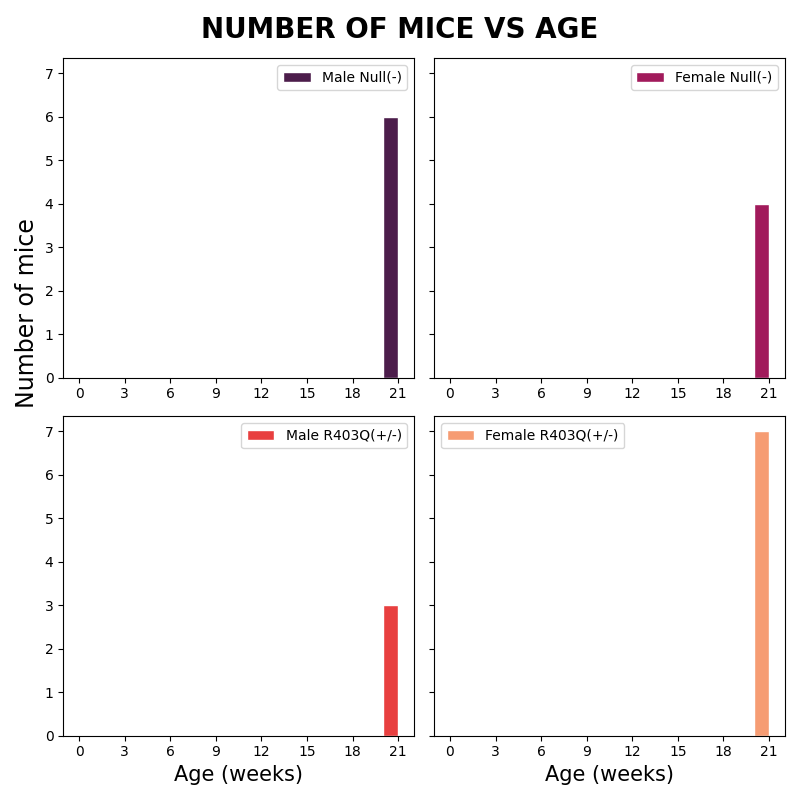 NUMBER OF MICE VS AGE
Number of mice
7
6
5
4
3
2
1
0
Male Null(-)
0 3 6 9 12 15 18 21
Female Null(-)
0 3 6 9 12 15 18 21
7
6
5
4
3
2
1
0
Male R403Q(+/-)
0 3 6 9 12 15 18 21
Age (weeks)
Female R403Q(+/-)
0 3 6 9 12 15 18 21
Age (weeks)